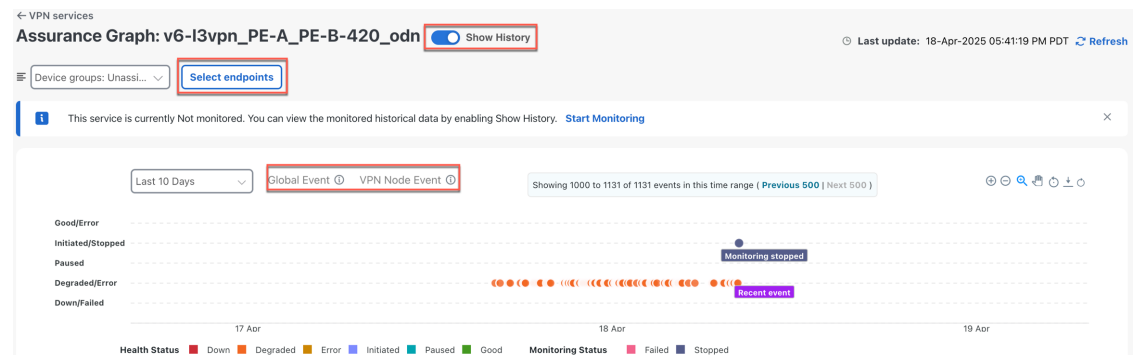 ← VPN services
Assurance Graph: v6-l3vpn_PE-A_PE-B-420_odn Show History
Last update: 18-Apr-2025 05:41:19 PM PDT Refresh
Device groups: Unassi... Select endpoints
This service is currently Not monitored. You can view the monitored historical data by enabling Show History. Start Monitoring
Last 10 Days Global Event VPN Node Event Showing 1000 to 1131 of 1131 events in this time range ( Previous 500 | Next 500 )
Good/Error
Initiated/Stopped
Monitoring stopped
Paused
Degraded/Error
Recent event
Down/Failed
17 Apr 18 Apr 19 Apr
Health Status Down Degraded Error Initiated Paused Good Monitoring Status Failed Stopped